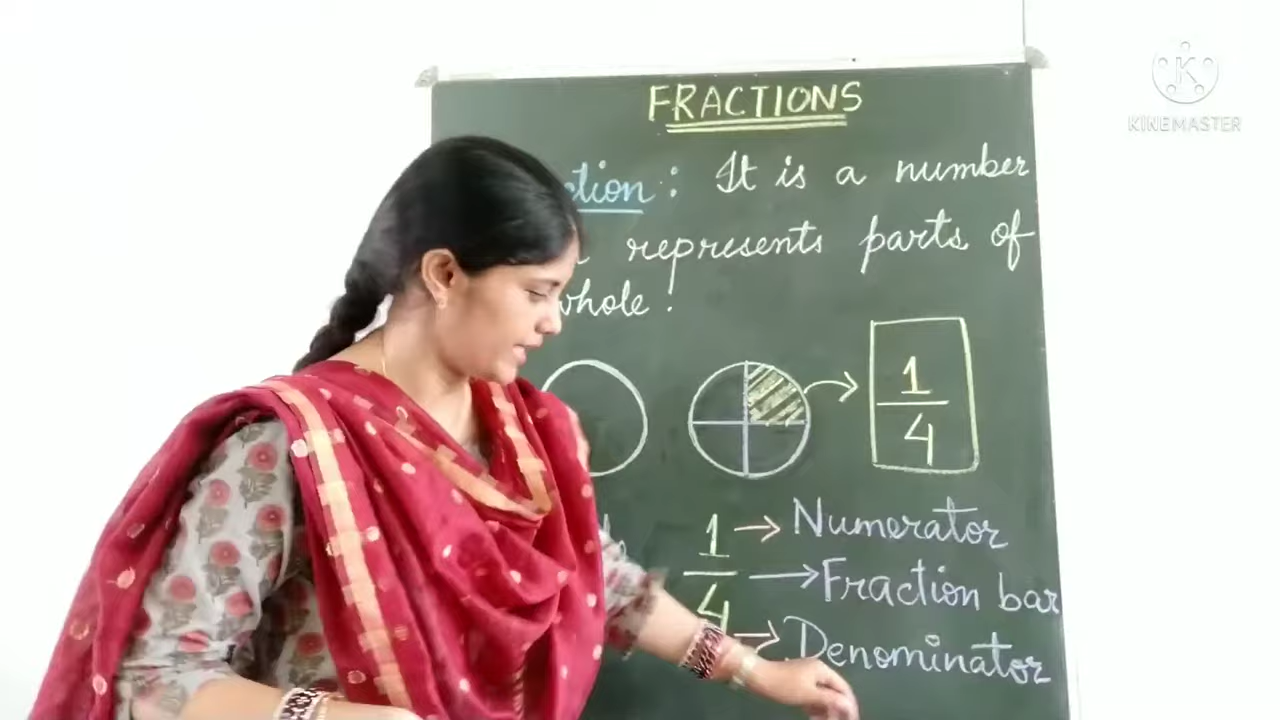 FRACTIONS
ction : It is a number
represents parts of
whole .
1
4
1 → Numerator
→ Fraction bar
4 → Denominator
KINEMASTER